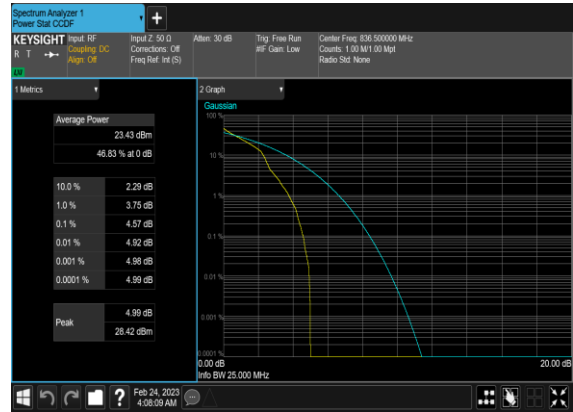 Spectrum Analyzer 1
Power Stat CCDF
+
KEYSIGHT
R T
LW
Input: RF
Coupling: DC
Align: Off
Input Z: 50 Ω
Corrections: Off
Freq Ref: Int (S)
Atten: 30 dB
Trig: Free Run
#IF Gain: Low
Center Freq: 836.500000 MHz
Counts: 1.00 M/1.00 Mpt
Radio Std: None
1 Metrics
Average Power
23.43 dBm
46.83 % at 0 dB
10.0 % 2.29 dB
1.0 % 3.75 dB
0.1 % 4.57 dB
0.01 % 4.92 dB
0.001 % 4.98 dB
0.0001 % 4.99 dB
Peak
4.99 dB
28.42 dBm
2 Graph
Gaussian
100 %
10 %
1 %
0.1 %
0.01 %
0.001 %
0.0001 %
0.00 dB
20.00 dB
Info BW 25.000 MHz
?
Feb 24, 2023
4:08:09 AM